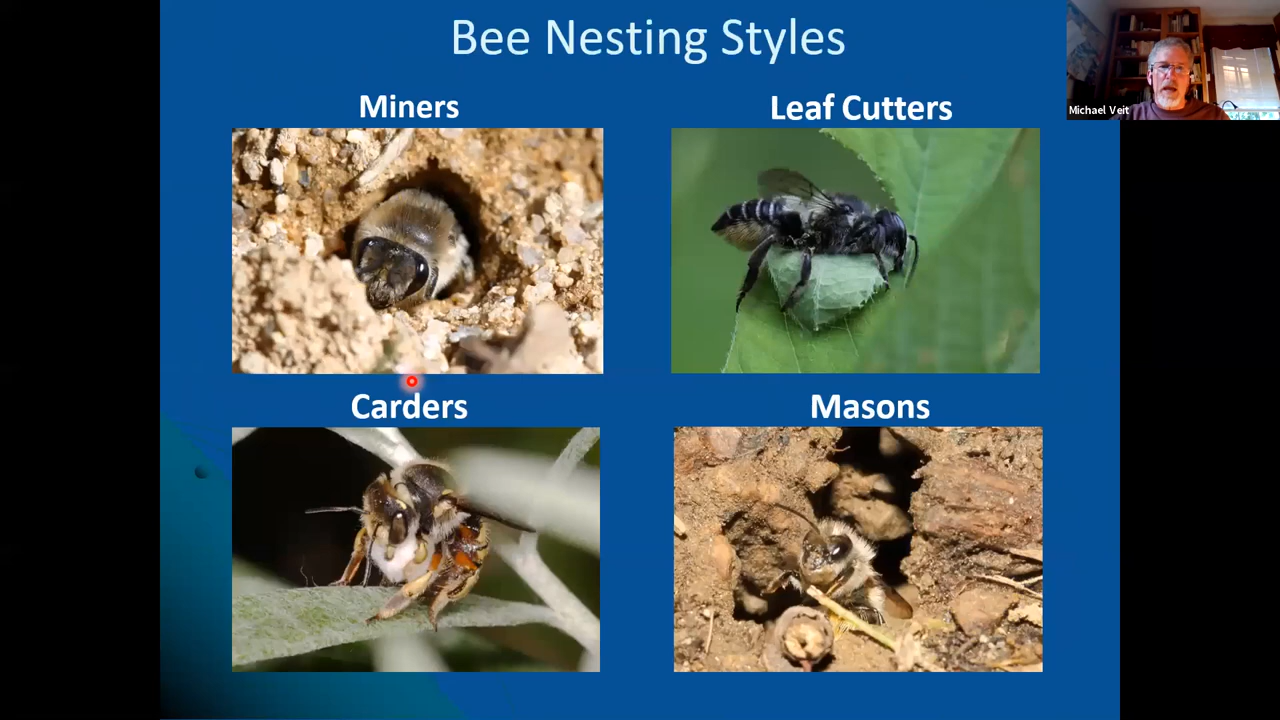 Bee Nesting Styles
Miners
Leaf Cutters
Michael Veit
Carders
Masons